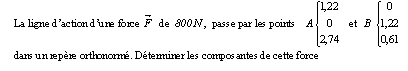 La ligne d'action d'une force F⃗ de 800N, passe par les points A {1,22 0 2,74 et B {0 1,22 0,61
dans un repère orthonormé. Déterminer les composantes de cette force